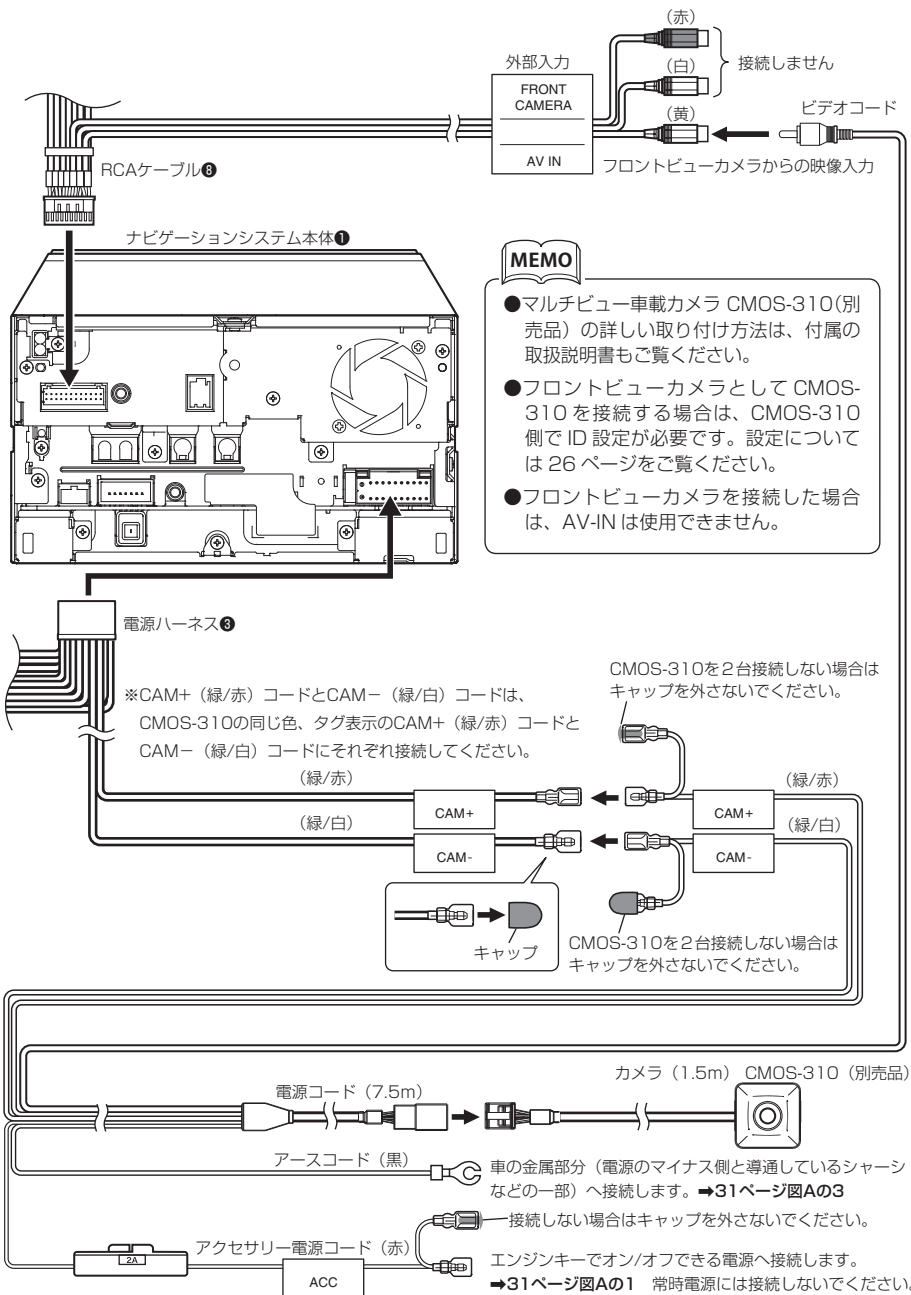 （赤）
外部入力
（白）
接続しません
FRONT
CAMERA
（黄）
ビデオコード
AV IN
フロントビューカメラからの映像入力
RCAケーブル❽
ナビゲーションシステム本体❶
MEMO
●マルチビュー車載カメラ CMOS-310（別
売品）の詳しい取り付け方法は、付属の
取扱説明書もご覧ください。
●フロントビューカメラとして CMOS-
310 を接続する場合は、CMOS-310
側で ID 設定が必要です。設定について
は 26 ページをご覧ください。
●フロントビューカメラを接続した場合
は、AV-IN は使用できません。
電源ハーネス❸
※CAM+（緑/赤）コードとCAM－（緑/白）コードは、
CMOS-310の同じ色、タグ表示のCAM+（緑/赤）コードと
CAM－（緑/白）コードにそれぞれ接続してください。
CMOS-310を2台接続しない場合は
キャップを外さないでください。
（緑/赤）
（緑/赤）
CAM+
CAM+
（緑/白）
（緑/白）
CAM-
CAM-
キャップ
CMOS-310を2台接続しない場合は
キャップを外さないでください。
カメラ（1.5m） CMOS-310（別売品）
電源コード（7.5m）
アースコード（黒）
車の金属部分（電源のマイナス側と導通しているシャーシ
などの一部）へ接続します。➡31ページ図Aの3
接続しない場合はキャップを外さないでください。
アクセサリー電源コード（赤）
2A
ACC
エンジンキーでオン/オフできる電源へ接続します。
➡31ページ図Aの1 常時電源には接続しないでください。